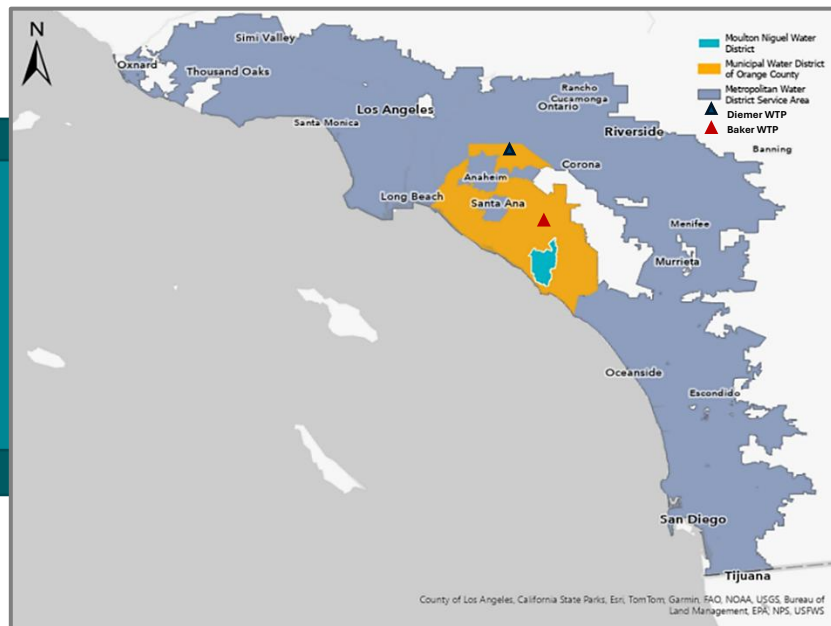 N
Simi Valley
Oxnard
Thousand Oaks
Los Angeles
Santa Monica
Rancho
Cucamonga
Ontario
Riverside
Banning
Corona
Anaheim
Long Beach
Santa Ana
Menifee
Murrieta
Oceanside
Escondido
San Diego
Tijuana
Moulton Niguel Water
District
Municipal Water District
of Orange County
Metropolitan Water
District Service Area
Diemer WTP
Baker WTP
County of Los Angeles, California State Parks, Esri, TomTom, Garmin, FAO, NOAA, USGS, Bureau of
Land Management, EPA, NPS, USFWS